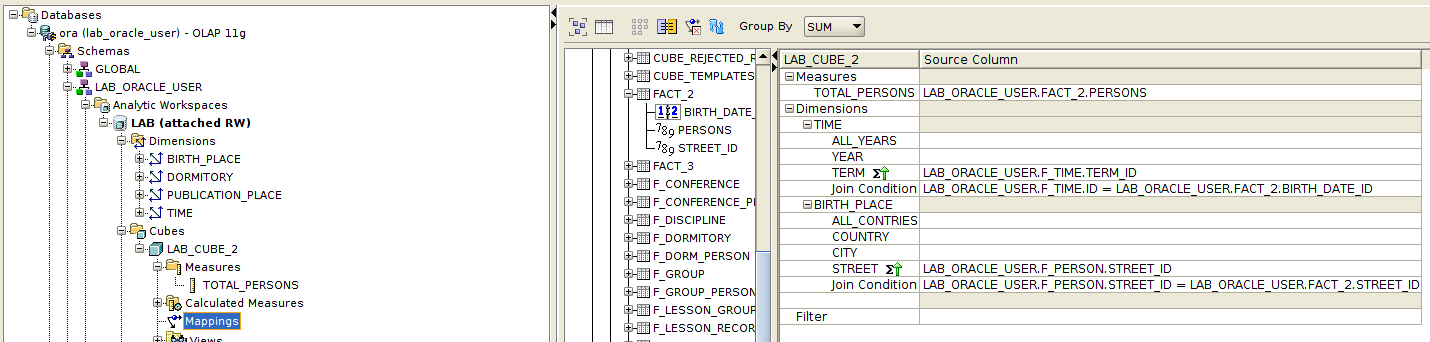 Databases
ora (lab_oracle_user) - OLAP 11g
Schemas
GLOBAL
LAB_ORACLE_USER
Analytic Workspaces
LAB (attached RW)
Dimensions
BIRTH_PLACE
DORMITORY
PUBLICATION_PLACE
TIME
Cubes
LAB_CUBE_2
Measures
TOTAL_PERSONS
Calculated Measures
Mappings
Views
Group By SUM
CUBE_REJECTED_R
CUBE_TEMPLATES
FACT_2
BIRTH_DATE_
PERSONS
STREET_ID
FACT_3
F_CONFERENCE
F_CONFERENCE_P
F_DISCIPLINE
F_DORMITORY
F_DORM_PERSON
F_GROUP
F_GROUP_PERSON
F_LESSON_GROUP
F_LESSON_RECOR
LAB_CUBE_2 Source Column
Measures
TOTAL_PERSONS LAB_ORACLE_USER.FACT_2.PERSONS
Dimensions
TIME
ALL_YEARS
YEAR
TERM LAB_ORACLE_USER.F_TIME.TERM_ID
Join Condition LAB_ORACLE_USER.F_TIME.ID = LAB_ORACLE_USER.FACT_2.BIRTH_DATE_ID
BIRTH_PLACE
ALL_CONTRIES
COUNTRY
CITY
STREET LAB_ORACLE_USER.F_PERSON.STREET_ID
Join Condition LAB_ORACLE_USER.F_PERSON.STREET_ID = LAB_ORACLE_USER.FACT_2.STREET_ID
Filter